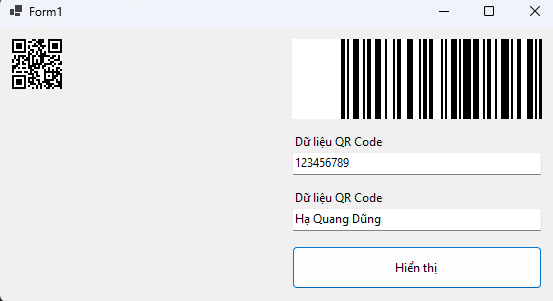 Form1
Dữ liệu QR Code
123456789
Dữ liệu QR Code
Hạ Quang Dũng
Hiển thị